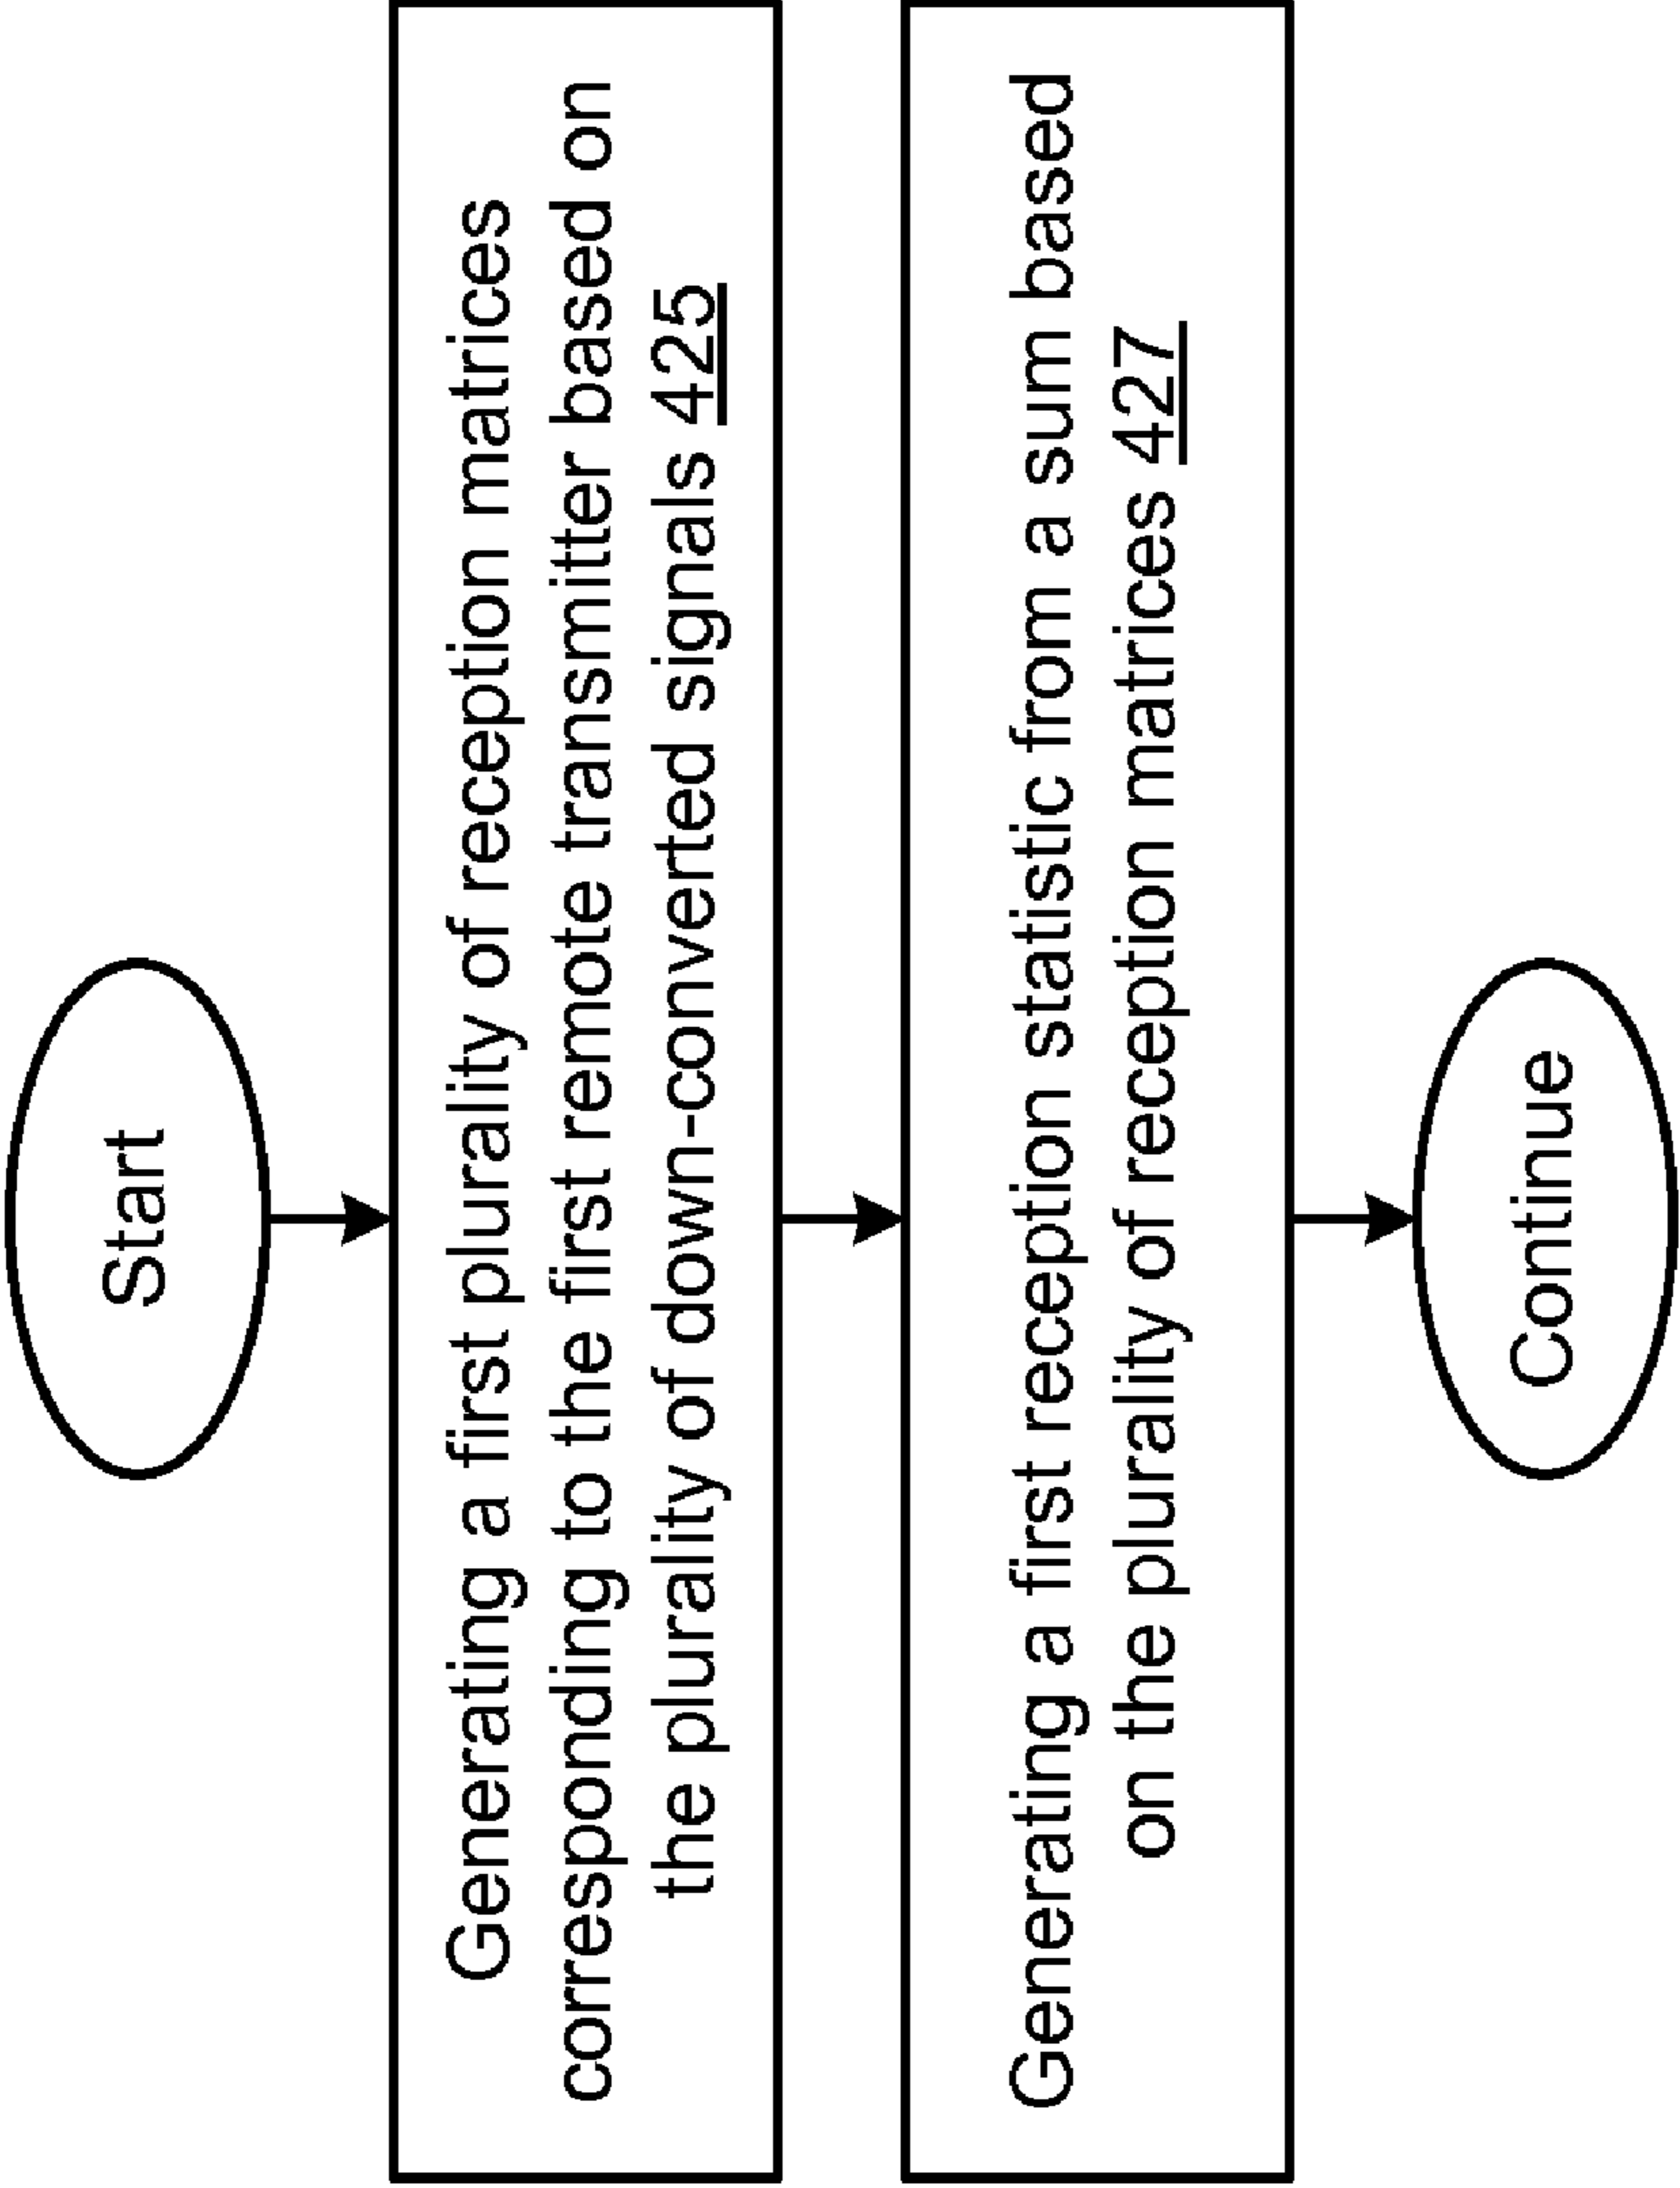 Start
Generating a first plurality of reception matrices
corresponding to the first remote transmitter based on
the plurality of down-converted signals 425
Generating a first reception statistic from a sum based
on the plurality of reception matrices 427
Continue